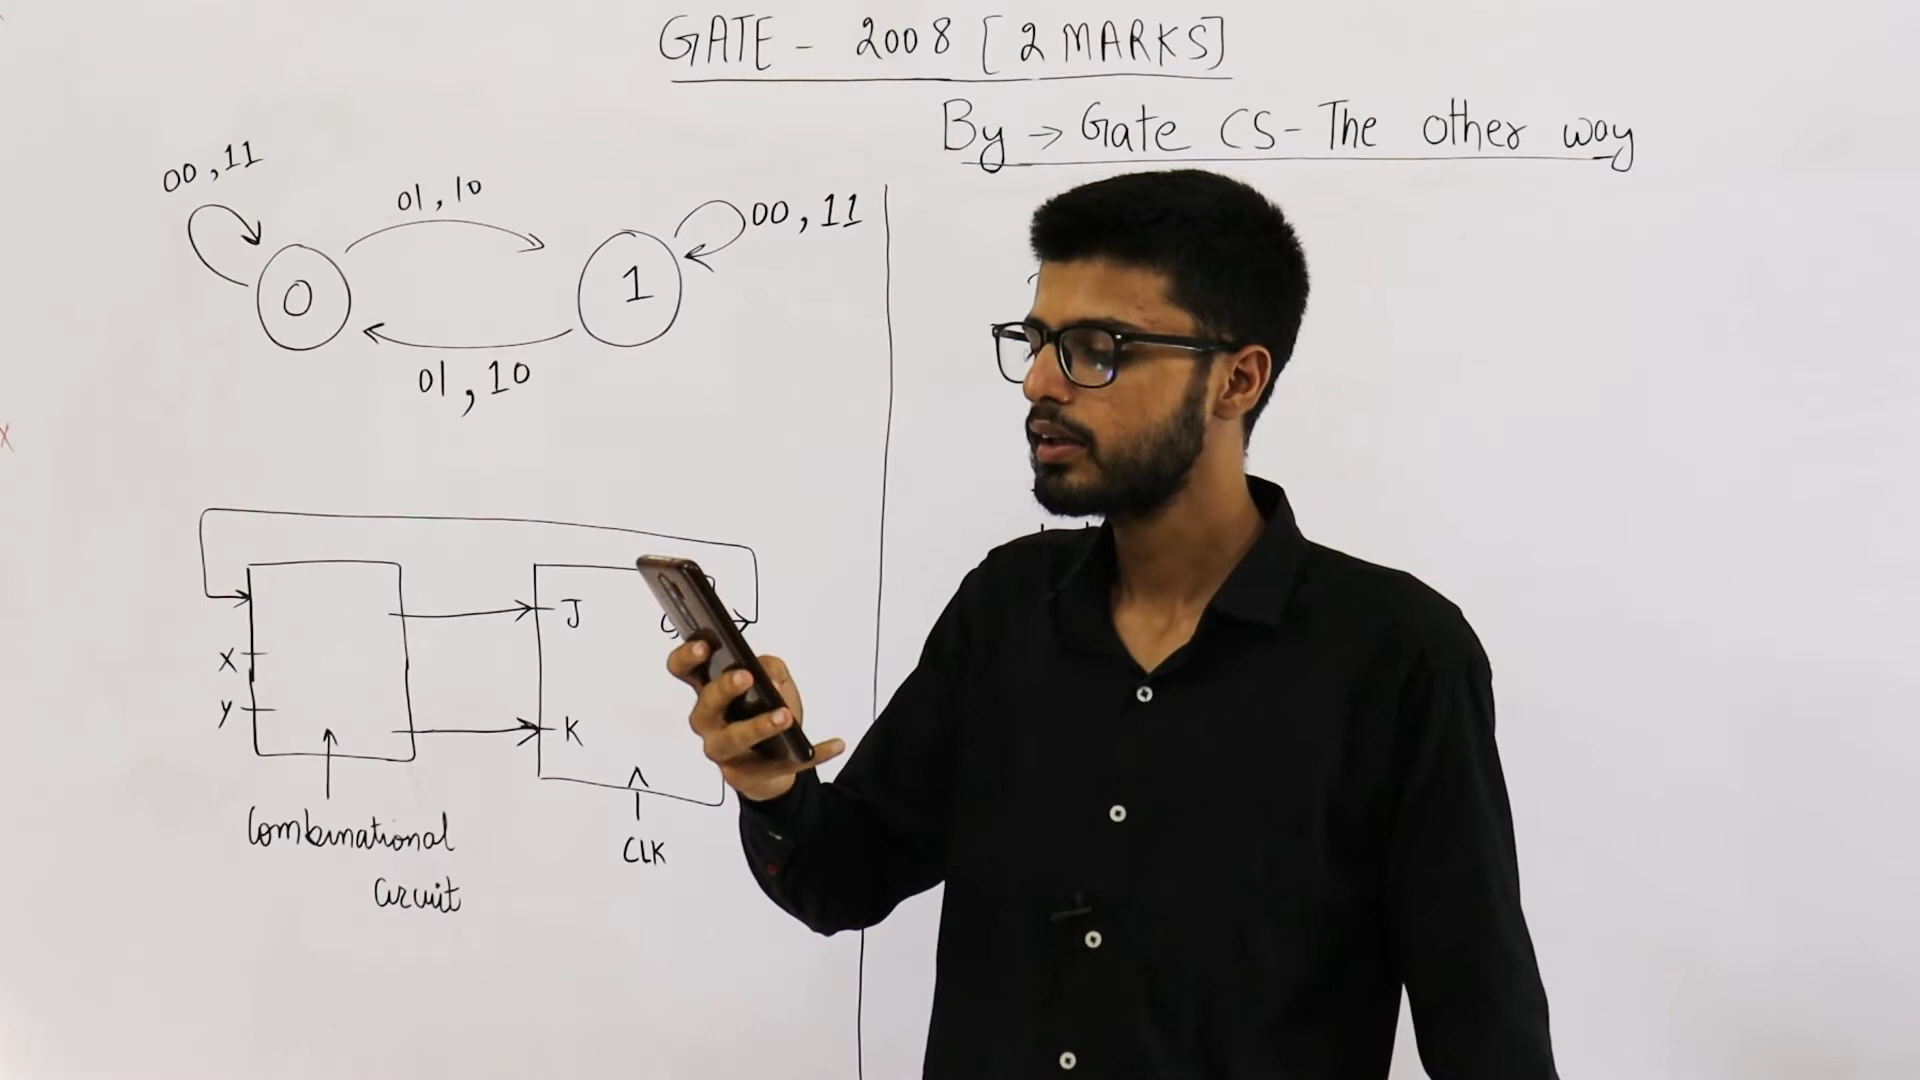 GATE - 2008 [2 MARKS]
By → Gate CS - The other way
00, 11
01, 10
00, 11
0
1
01, 10
X
J
X
y
K
CLK
Combinational
Circuit